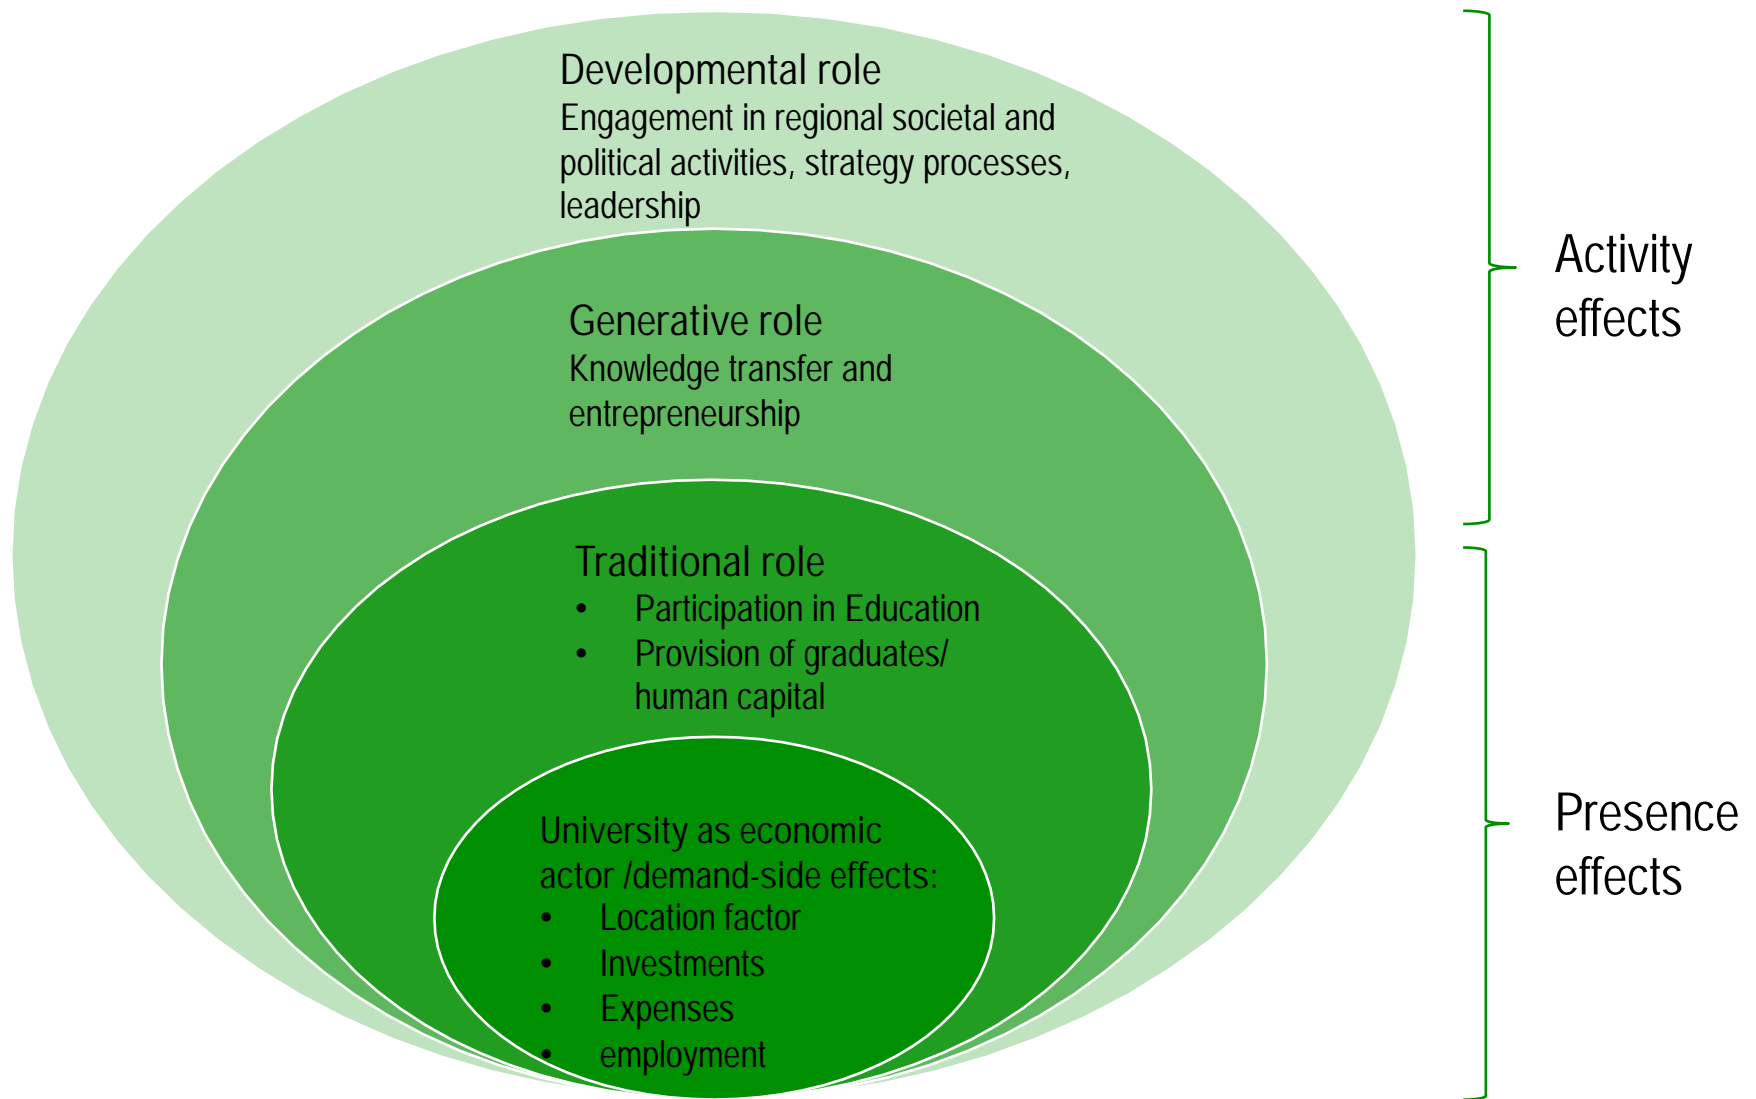 Developmental role
Engagement in regional societal and
political activities, strategy processes,
leadership
Activity
effects
Generative role
Knowledge transfer and
entrepreneurship
Traditional role
• Participation in Education
• Provision of graduates/
human capital
Presence
effects
University as economic
actor /demand-side effects:
• Location factor
• Investments
• Expenses
• employment